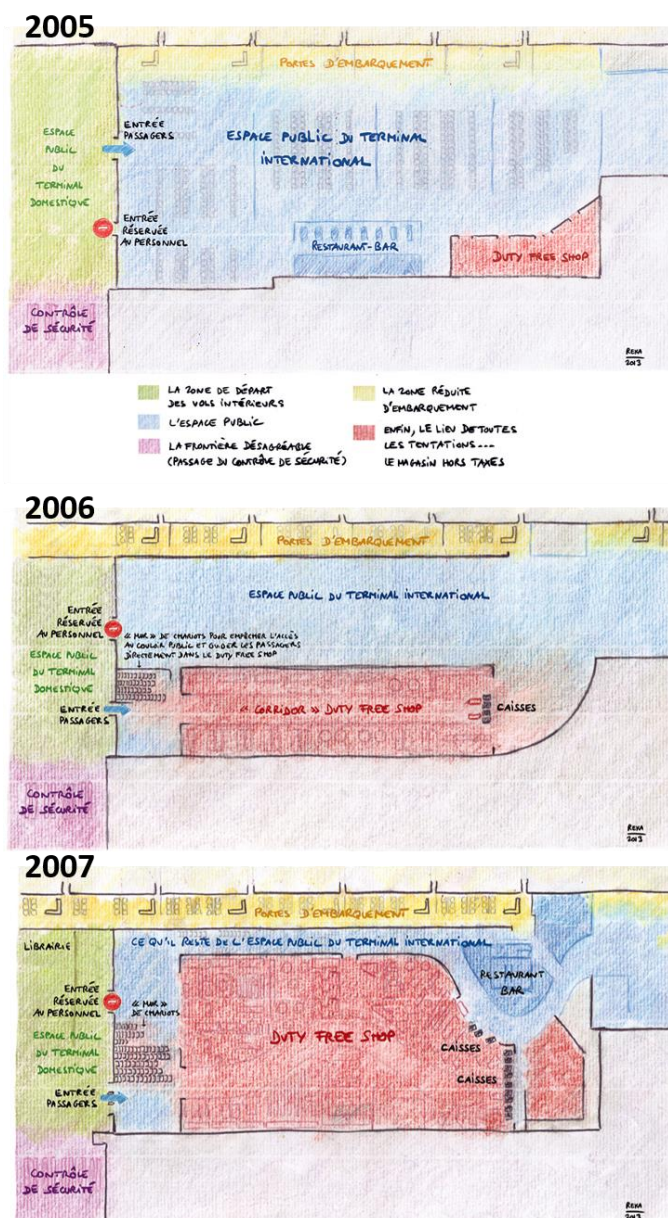 2005
PORTES D'EMBARQUEMENT
ENTRÉE
PASSAGERS
ESPACE
PUBLIC
DU
TERMINAL
DOMESTIQUE
ESPACE PUBLIC DU TERMINAL
INTERNATIONAL
ENTRÉE
RÉSERVÉE
AU PERSONNEL
RESTAURANT-BAR
DUTY FREE SHOP
CONTRÔLE
DE SÉCURITÉ
REKA
2013
LA ZONE DE DÉPART
DES VOLS INTÉRIEURS
L'ESPACE PUBLIC
LA FRONTIÈRE DÉSAGRÉABLE
(PASSAGE DU CONTRÔLE DE SÉCURITÉ)
LA ZONE RÉDUITE
D'EMBARQUEMENT
ENFIN, LE LIEU DE TOUTES
LES TENTATIONS...
LE MAGASIN HORS TAXES
2006
PORTES D'EMBARQUEMENT
ESPACE PUBLIC DU TERMINAL INTERNATIONAL
ENTRÉE
RÉSERVÉE
AU PERSONNEL
« MUR » DE CHARIOTS POUR EMPÊCHER L'ACCÈS
AU COULOIR PUBLIC ET GUIDER LES PASSAGERS
DIRECTEMENT DANS LE DUTY FREE SHOP
ESPACE PUBLIC
DU TERMINAL
DOMESTIQUE
ENTRÉE
PASSAGERS
« CORRIDOR » DUTY FREE SHOP
CAISSES
CONTRÔLE
DE SÉCURITÉ
REKA
2013
2007
PORTES D'EMBARQUEMENT
LIBRAIRIE
CE QU'IL RESTE DE L'ESPACE PUBLIC DU TERMINAL INTERNATIONAL
RESTAURANT
BAR
ENTRÉE
RÉSERVÉE
AU PERSONNEL
« MUR »
DE CHARIOTS
ESPACE PUBLIC
DU TERMINAL
DOMESTIQUE
DUTY FREE SHOP
CAISSES
CAISSES
ENTRÉE
PASSAGERS
CONTRÔLE
DE SÉCURITÉ
REKA
2013